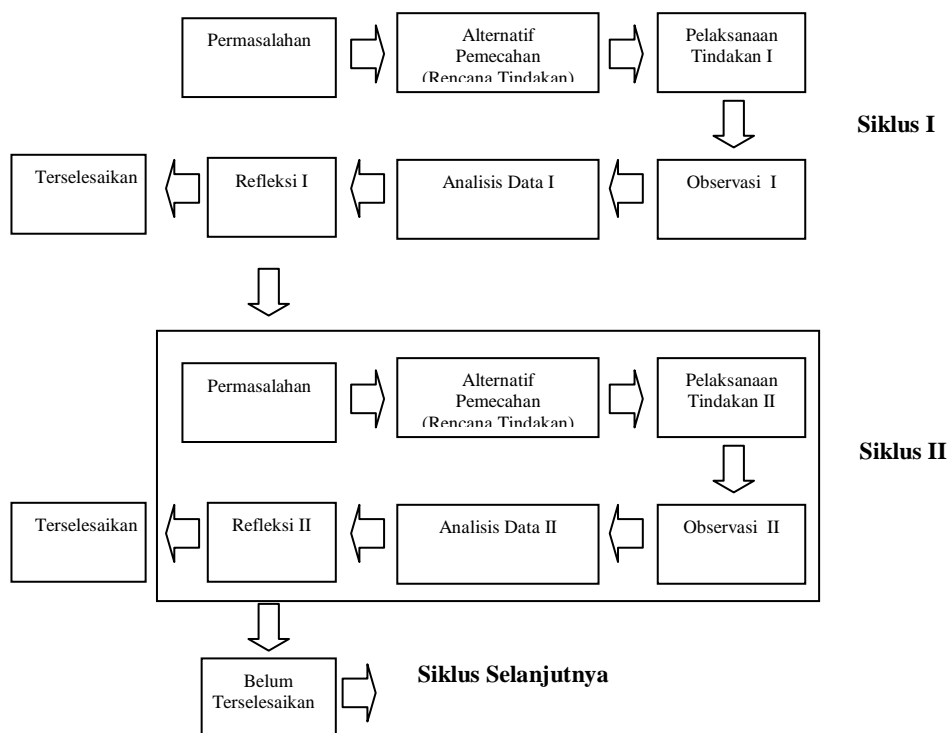 Permasalahan
Alternatif
Pemecahan
(Rencana Tindakan)
Pelaksanaan
Tindakan I
Siklus I
Terselesaikan
Refleksi I
Analisis Data I
Observasi I
Permasalahan
Alternatif
Pemecahan
(Rencana Tindakan)
Pelaksanaan
Tindakan II
Siklus II
Terselesaikan
Refleksi II
Analisis Data II
Observasi II
Belum
Terselesaikan
Siklus Selanjutnya